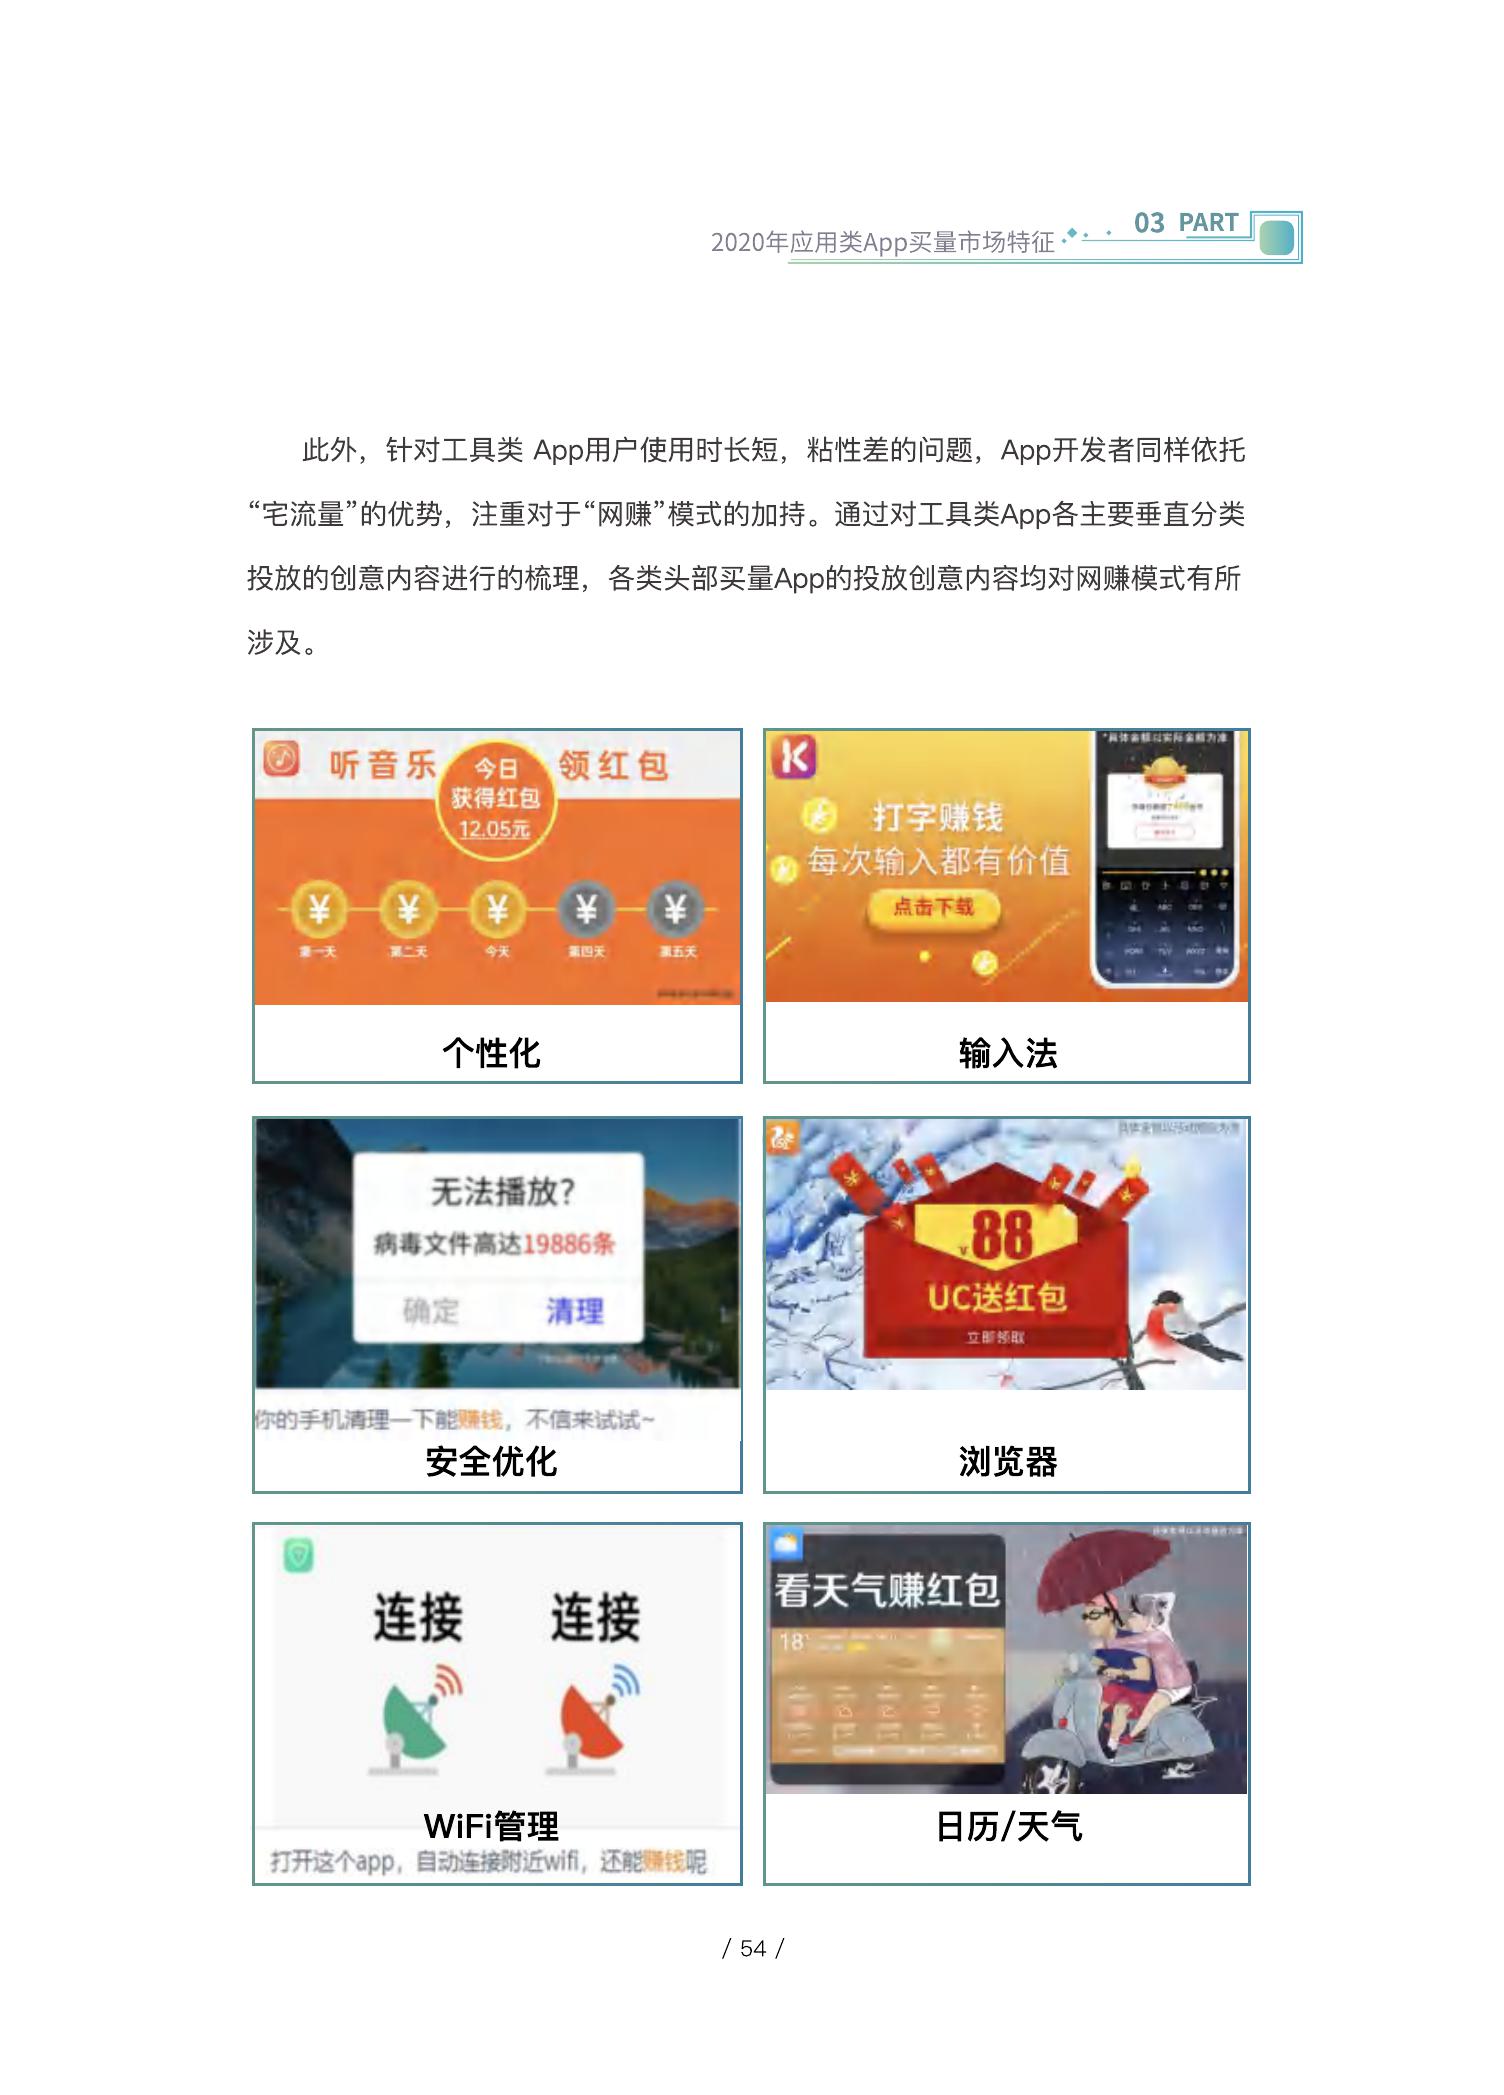 2020年应用类App买量市场特征
03 PART
此外，针对工具类 App用户使用时长短，粘性差的问题，App开发者同样依托
“宅流量”的优势，注重对于“网赚”模式的加持。通过对工具类App各主要垂直分类
投放的创意内容进行的梳理，各类头部买量App的投放创意内容均对网赚模式有所
涉及。
听音乐
领红包
今日
获得红包
12.05元
¥ ¥ ¥ ¥ ¥
第一天 第二天 今天 第四天 第五天
个性化
K
*具体金额以实际金额为准
打字赚钱
每次输入都有价值
点击下载
输入法
无法播放？
病毒文件高达19886条
确定 清理
你的手机清理一下能赚钱，不信来试试~
安全优化
¥88
UC送红包
立即领取
浏览器
连接 连接
WiFi管理
打开这个app，自动连接附近wifi，还能赚钱呢
看天气赚红包
18°
日历/天气
/ 54 /